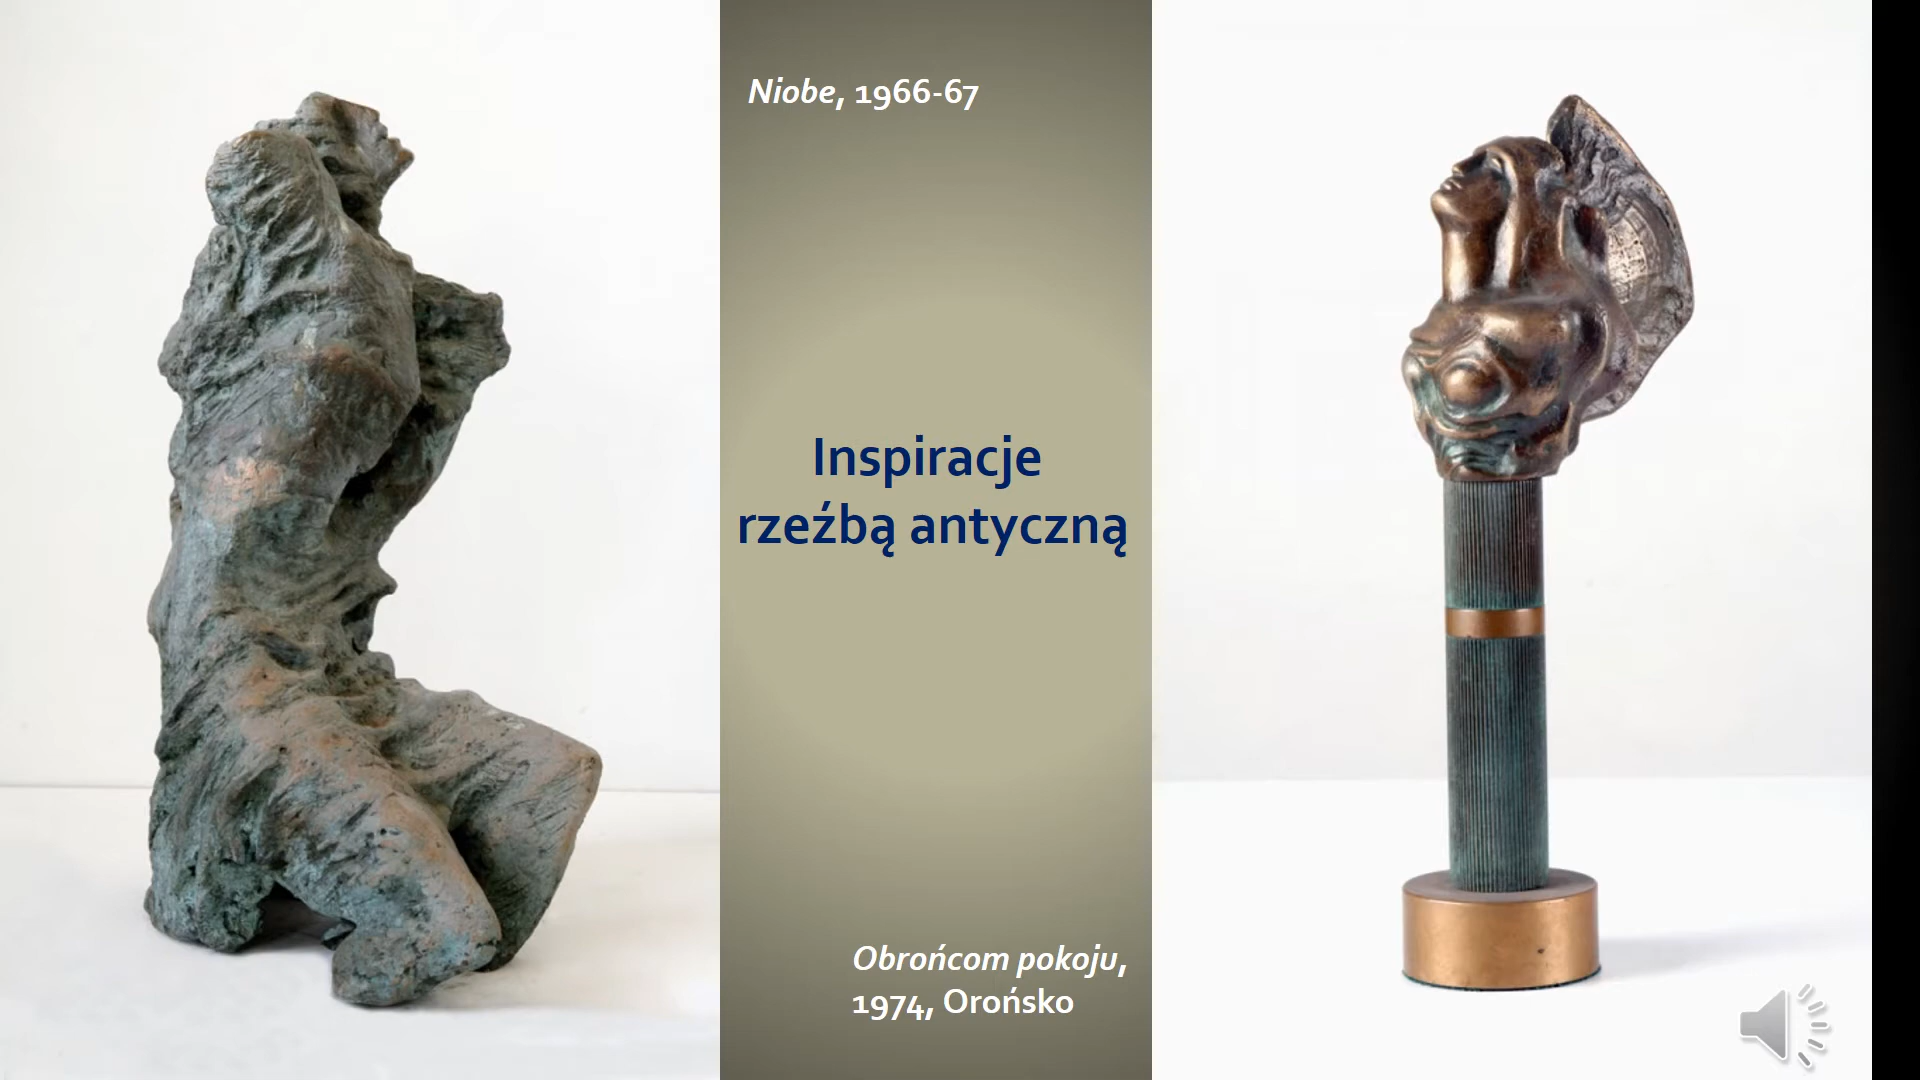 Niobe, 1966-67
Inspiracje
rzeźbą antyczną
Obrońcom pokoju,
1974, Orońsko